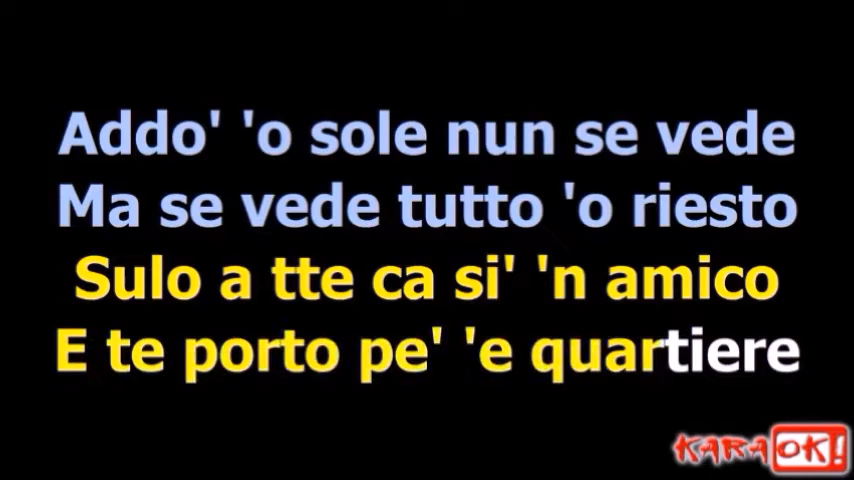 Addo' 'o sole nun se vede
Ma se vede tutto 'o riesto
Sulo a tte ca si' 'n amico
E te porto pe' 'e quartiere
KARAOK!